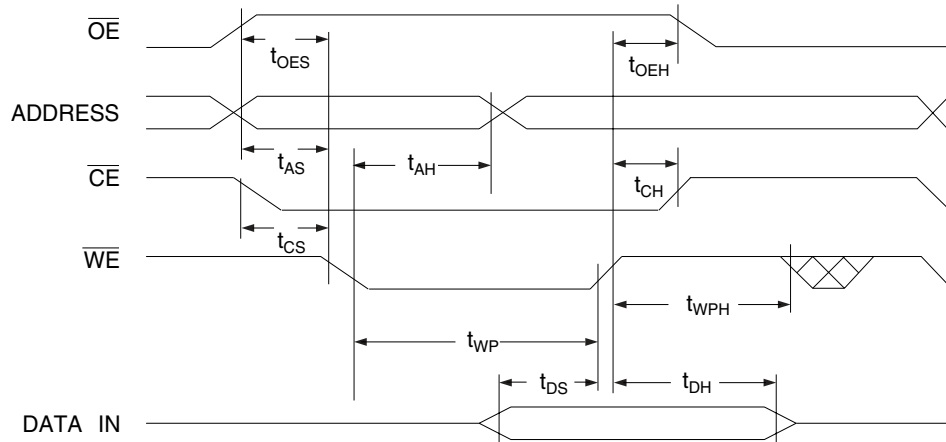 OE
tOES
tOEH
ADDRESS
tAS
tAH
tCH
CE
tCS
WE
tWPH
tWP
tDS
tDH
DATA IN